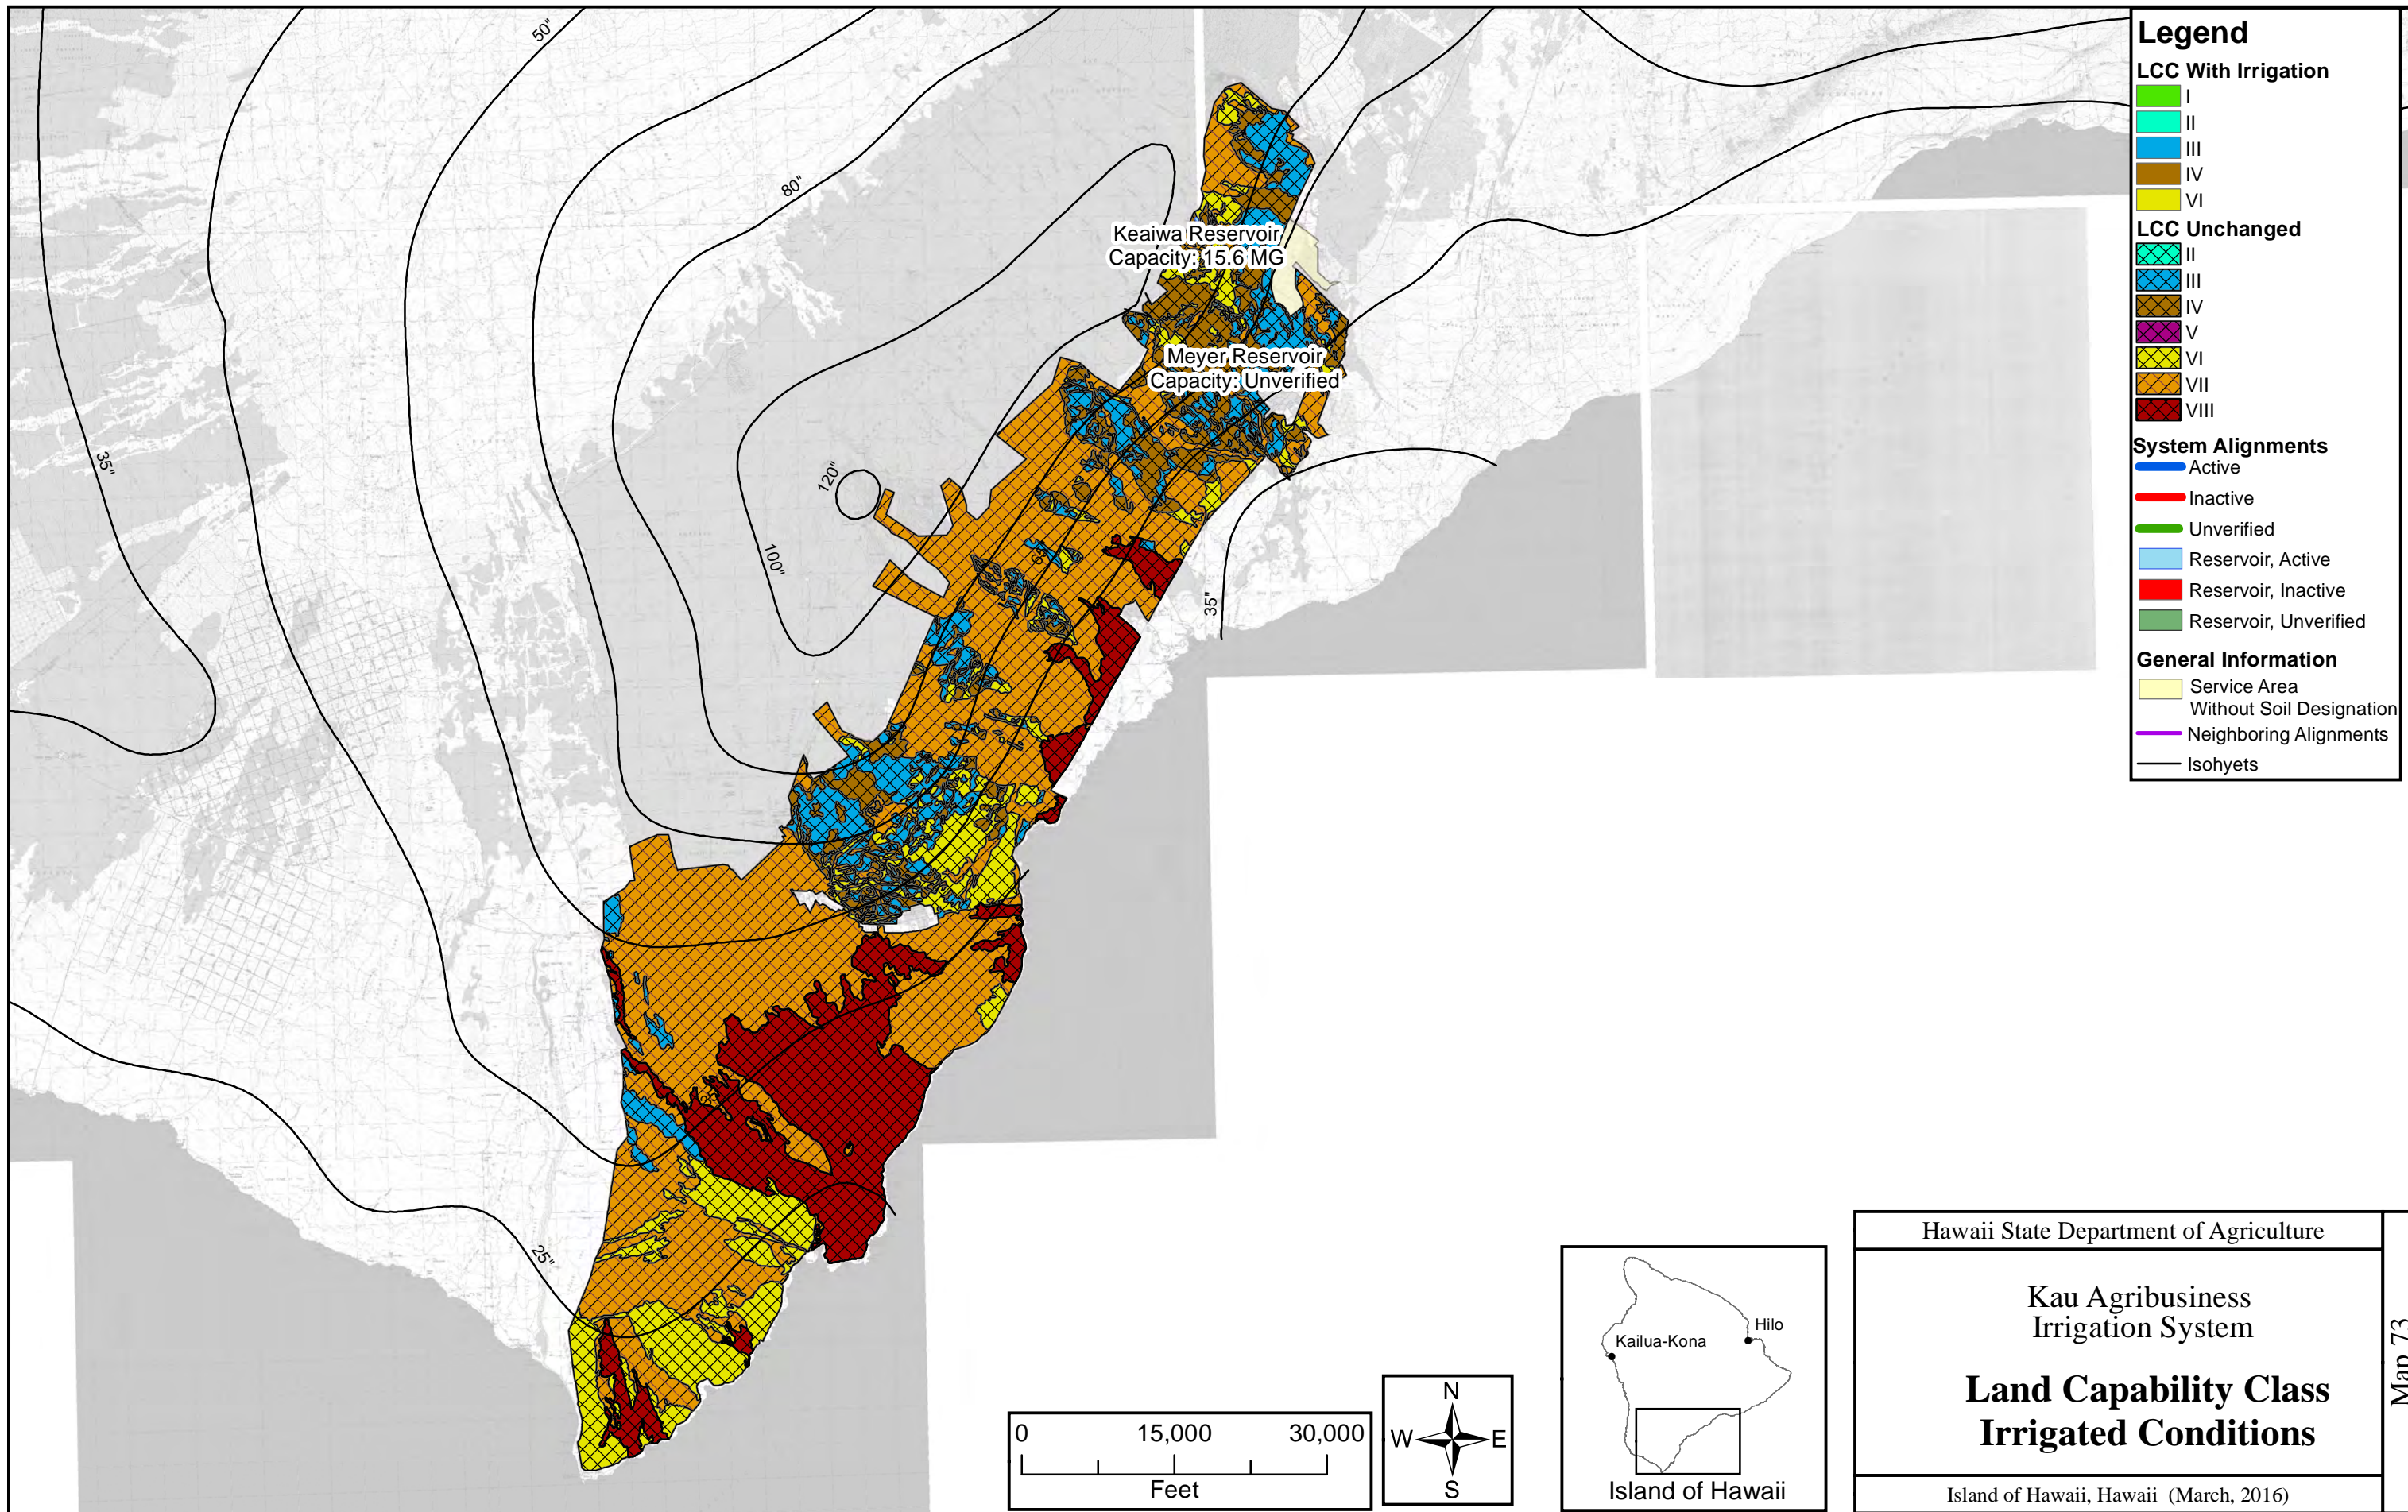 50"
80"
35"
120"
100"
65
35"
35
25"
Keaiwa Reservoir
Capacity: 15.6 MG
Meyer Reservoir
Capacity: Unverified
Legend
LCC With Irrigation
I
II
III
IV
VI
LCC Unchanged
II
III
IV
V
VI
VII
VIII
System Alignments
Active
Inactive
Unverified
Reservoir, Active
Reservoir, Inactive
Reservoir, Unverified
General Information
Service Area
Without Soil Designation
Neighboring Alignments
Isohyets
0 15,000 30,000
Feet
N
W E
S
Kailua-Kona
Hilo
Island of Hawaii
Hawaii State Department of Agriculture
Kau Agribusiness
Irrigation System
Land Capability Class
Irrigated Conditions
Island of Hawaii, Hawaii (March, 2016)
Map 73